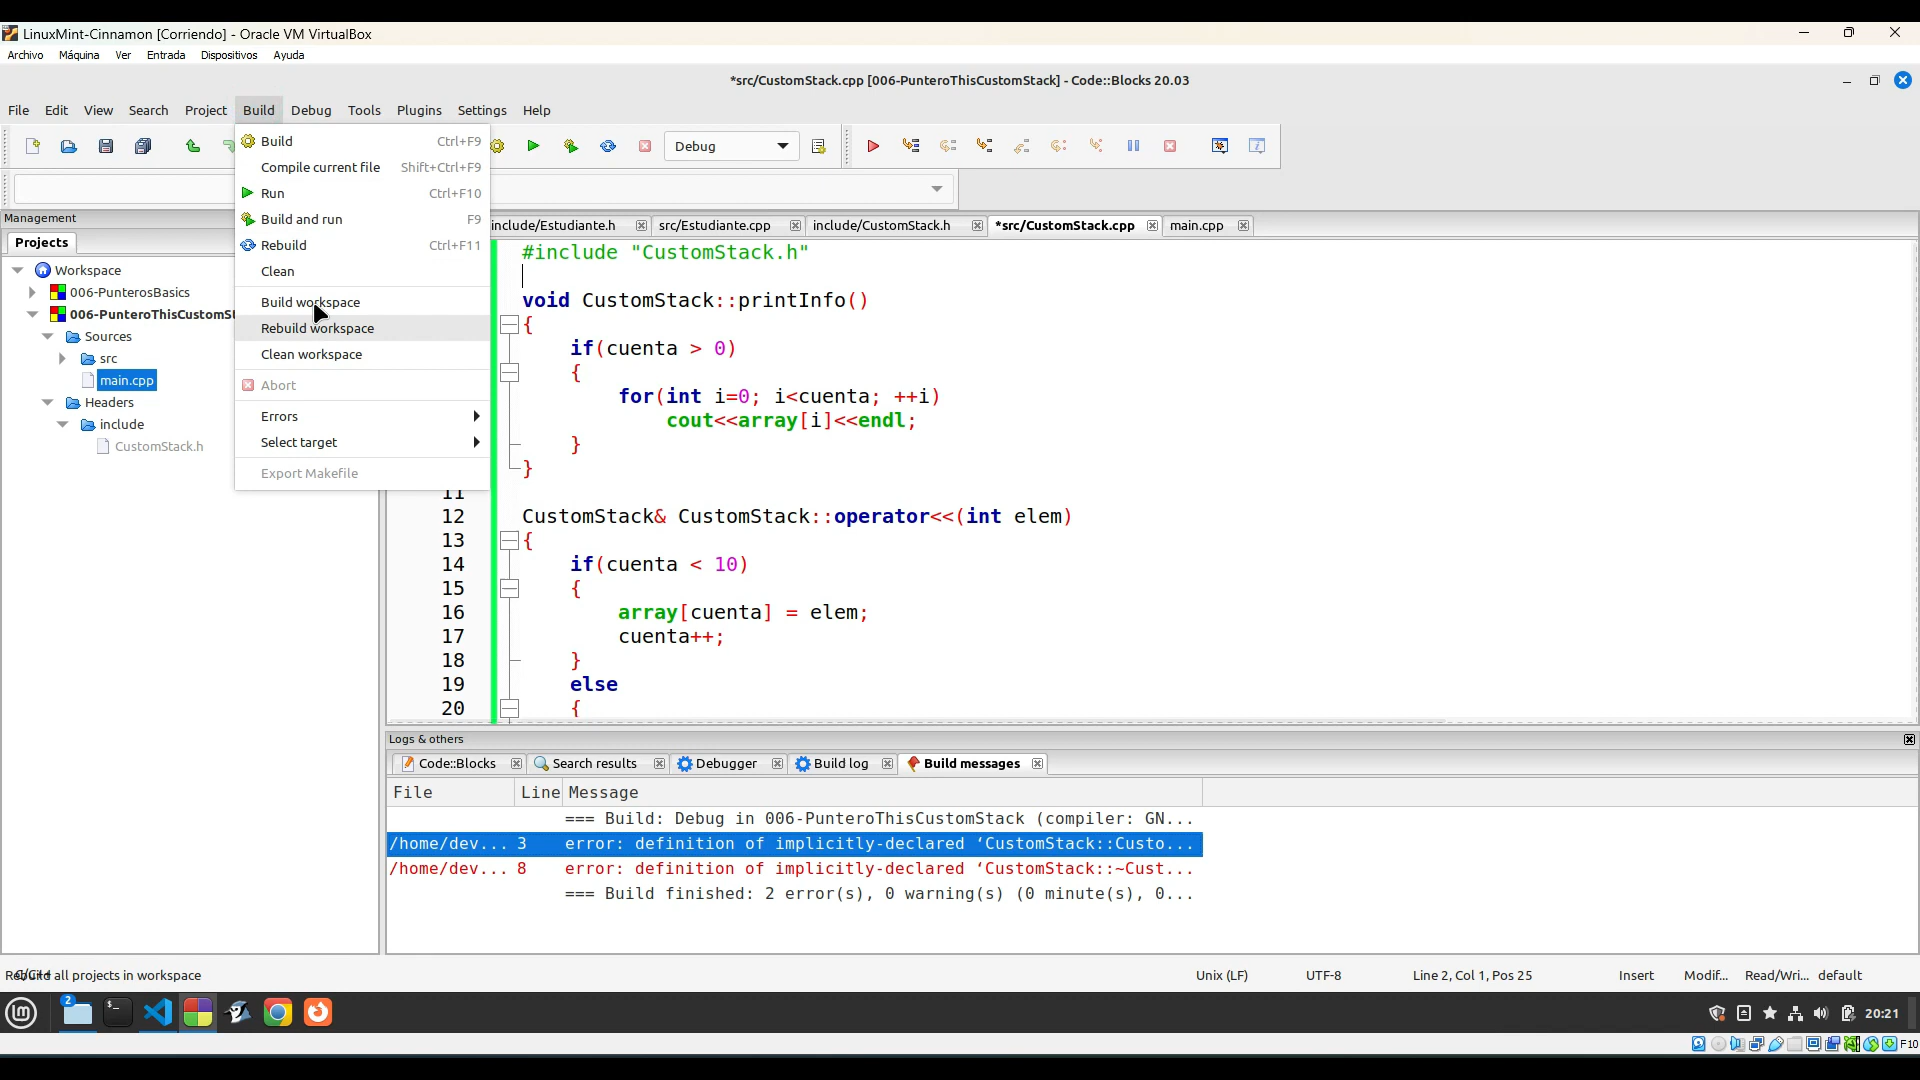 LinuxMint-Cinnamon [Corriendo] - Oracle VM VirtualBox
Archivo Máquina Ver Entrada Dispositivos Ayuda
*src/CustomStack.cpp [006-PunteroThisCustomStack] - Code::Blocks 20.03
File Edit View Search Project Build Debug Tools Plugins Settings Help
Debug
Build Ctrl+F9
Compile current file Shift+Ctrl+F9
Run Ctrl+F10
Build and run F9
Rebuild Ctrl+F11
Clean
Build workspace
Rebuild workspace
Clean workspace
Abort
Errors
Select target
Export Makefile
Management
Projects
Workspace
006-PunterosBasics
006-PunteroThisCustomSt
Sources
src
main.cpp
Headers
include
CustomStack.h
include/Estudiante.h src/Estudiante.cpp include/CustomStack.h *src/CustomStack.cpp main.cpp
#include "CustomStack.h"
void CustomStack::printInfo()
{
if(cuenta > 0)
{
for(int i=0; i<cuenta; ++i)
cout<<array[i]<<endl;
}
}
11
12 CustomStack& CustomStack::operator<<(int elem)
13 {
14 if(cuenta < 10)
15 {
16 array[cuenta] = elem;
17 cuenta++;
18 }
19 else
20 {
Logs & others
Code::Blocks Search results Debugger Build log Build messages
File Line Message
=== Build: Debug in 006-PunteroThisCustomStack (compiler: GN...
/home/dev... 3 error: definition of implicitly-declared ‘CustomStack::Custo...
/home/dev... 8 error: definition of implicitly-declared ‘CustomStack::~Cust...
=== Build finished: 2 error(s), 0 warning(s) (0 minute(s), 0...
all projects in workspace Unix (LF) UTF-8 Line 2, Col 1, Pos 25 Insert Modif... Read/Wri... default
2
20:21
F10